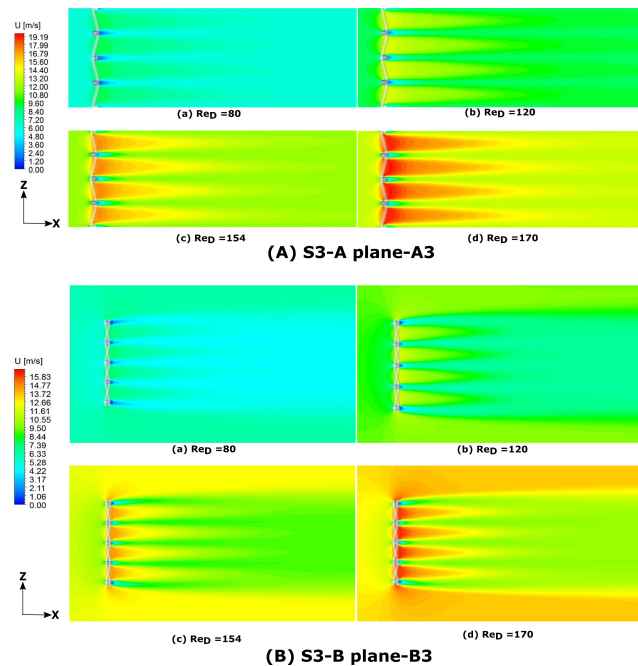 U [m/s]
19.19
17.99
16.79
15.60
14.40
13.20
12.00
10.80
9.60
8.40
7.20
6.00
4.80
3.60
2.40
1.20
0.00
Z
X
(a) ReD =80
(b) ReD =120
(c) ReD =154
(d) ReD =170
(A) S3-A plane-A3
U [m/s]
15.83
14.77
13.72
12.66
11.61
10.55
9.50
8.44
7.39
6.33
5.28
4.22
3.17
2.11
1.06
0.00
Z
X
(a) ReD =80
(b) ReD =120
(c) ReD =154
(d) ReD =170
(B) S3-B plane-B3